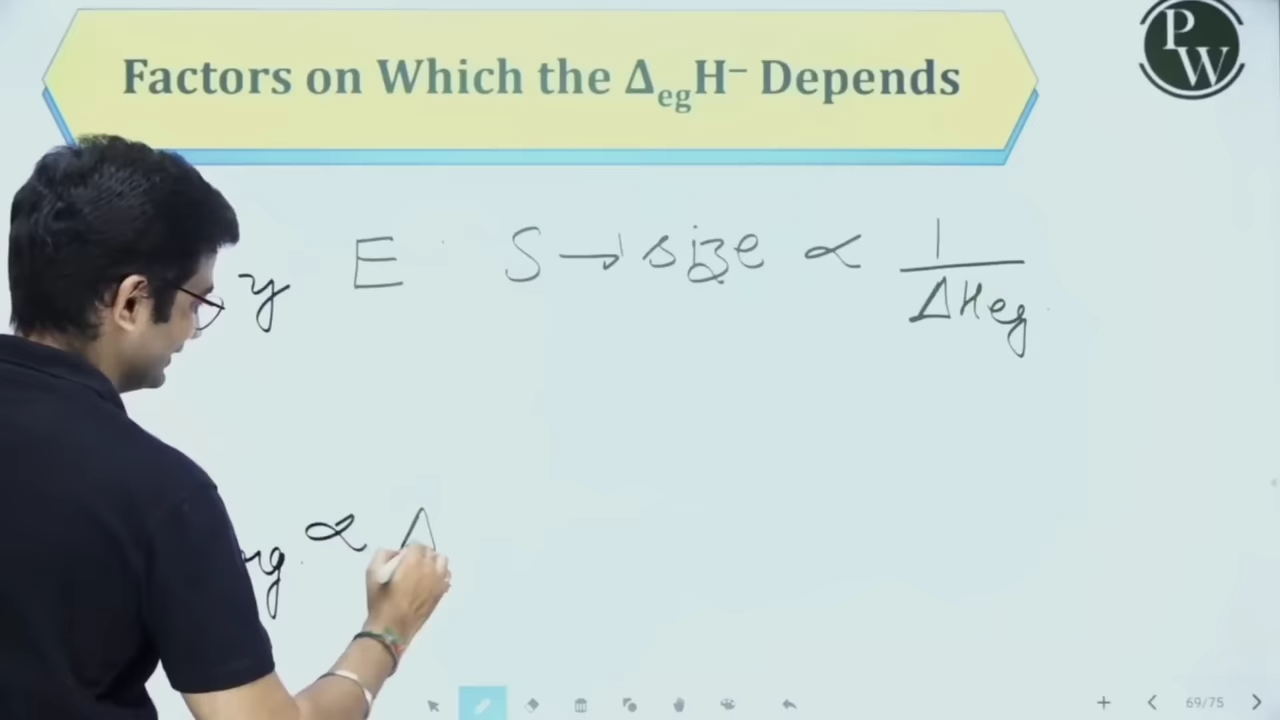 Factors on Which the ΔegH⁻ Depends
PW
y E S → size ∝ 1/ΔHeg
∝ Δ
69/75